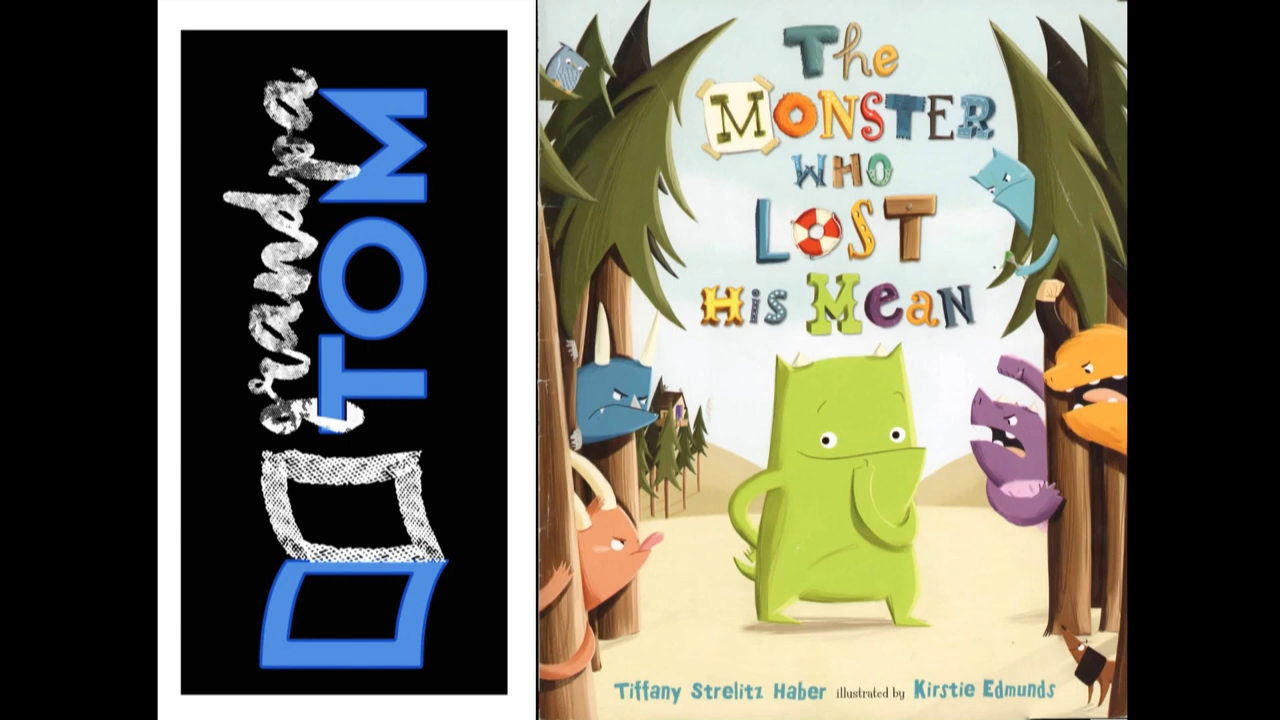 grandpa
TOM
The
MONSTER
WHO
LOST
His MeaN
Tiffany Strelitz Haber illustrated by Kirstie Edmunds